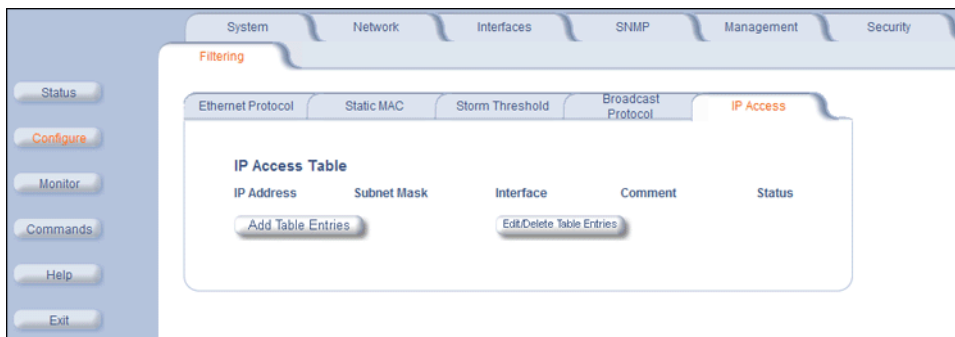 System Network Interfaces SNMP Management Security
Filtering
Status
Configure
Monitor
Commands
Help
Exit
Ethernet Protocol Static MAC Storm Threshold Broadcast Protocol IP Access
IP Access Table
IP Address Subnet Mask Interface Comment Status
Add Table Entries Edit/Delete Table Entries